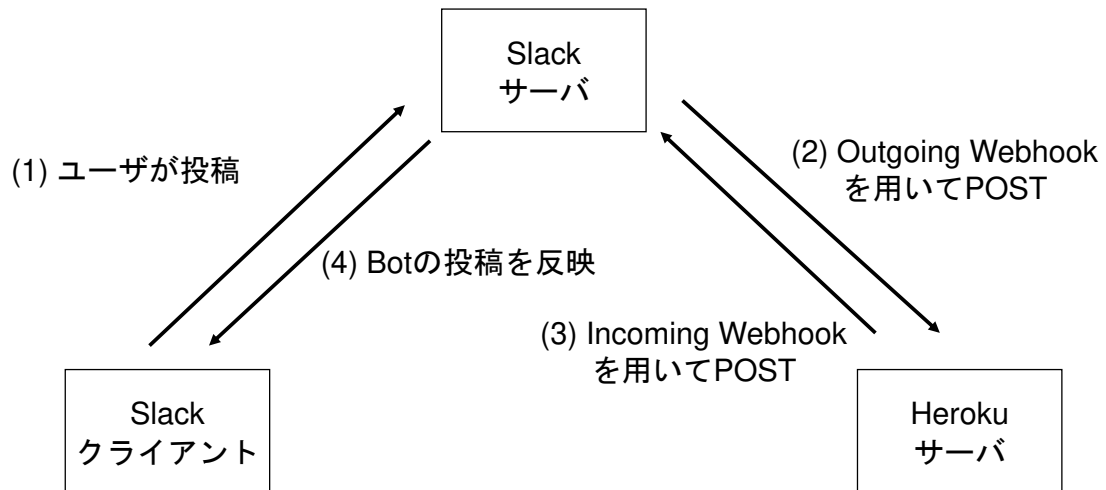 Slack
サーバ
(1) ユーザが投稿
(2) Outgoing Webhook
を用いてPOST
(4) Botの投稿を反映
(3) Incoming Webhook
を用いてPOST
Slack
クライアント
Heroku
サーバ